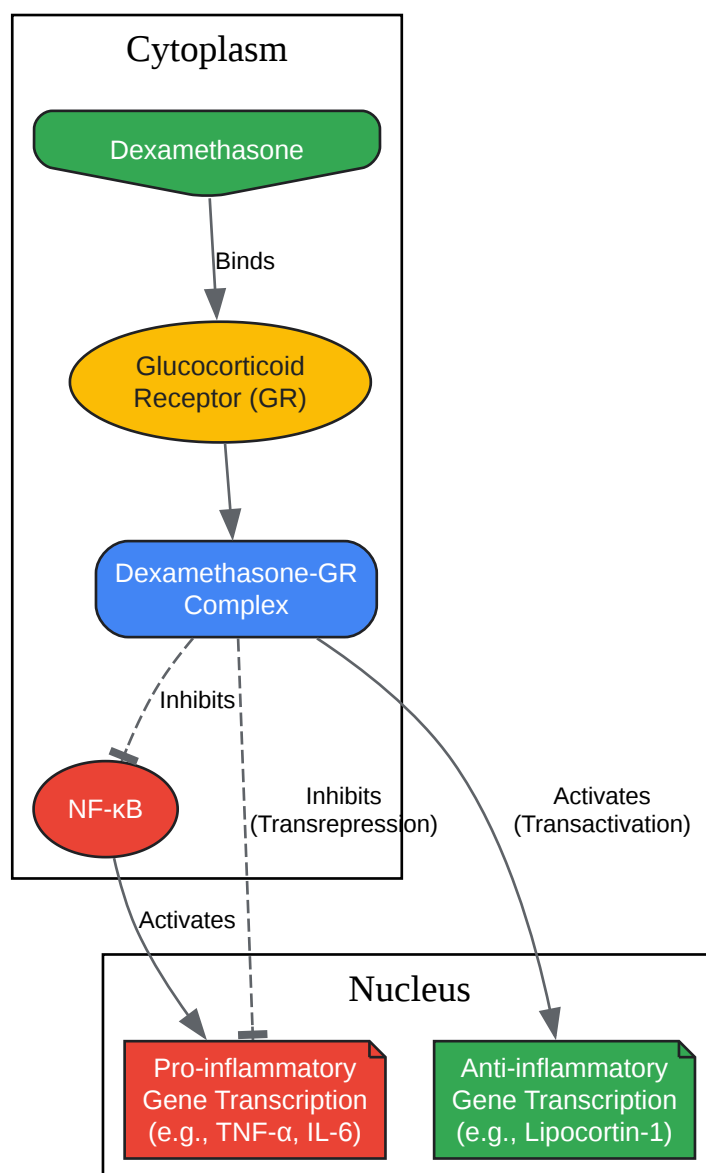 Cytoplasm
Dexamethasone
Binds
Glucocorticoid
Receptor (GR)
Dexamethasone-GR
Complex
Inhibits
NF-κB
Inhibits
(Transrepression)
Activates
(Transactivation)
Activates
Nucleus
Pro-inflammatory
Gene Transcription
(e.g., TNF-α, IL-6)
Anti-inflammatory
Gene Transcription
(e.g., Lipocortin-1)